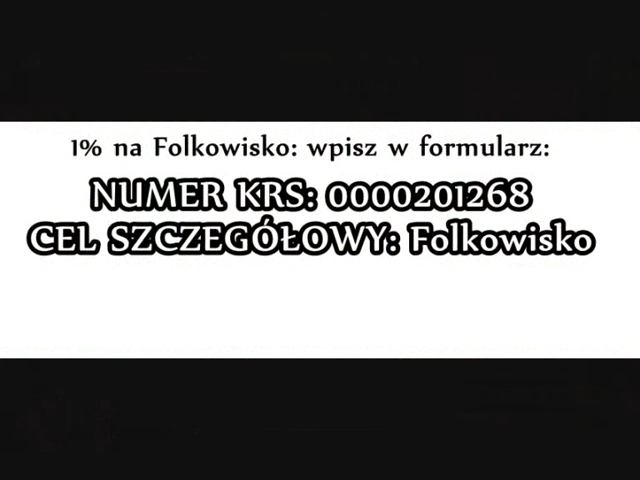 1% na Folkowisko: wpisz w formularz:
NUMER KRS: 0000201268
CEL SZCZEGÓŁOWY: Folkowisko